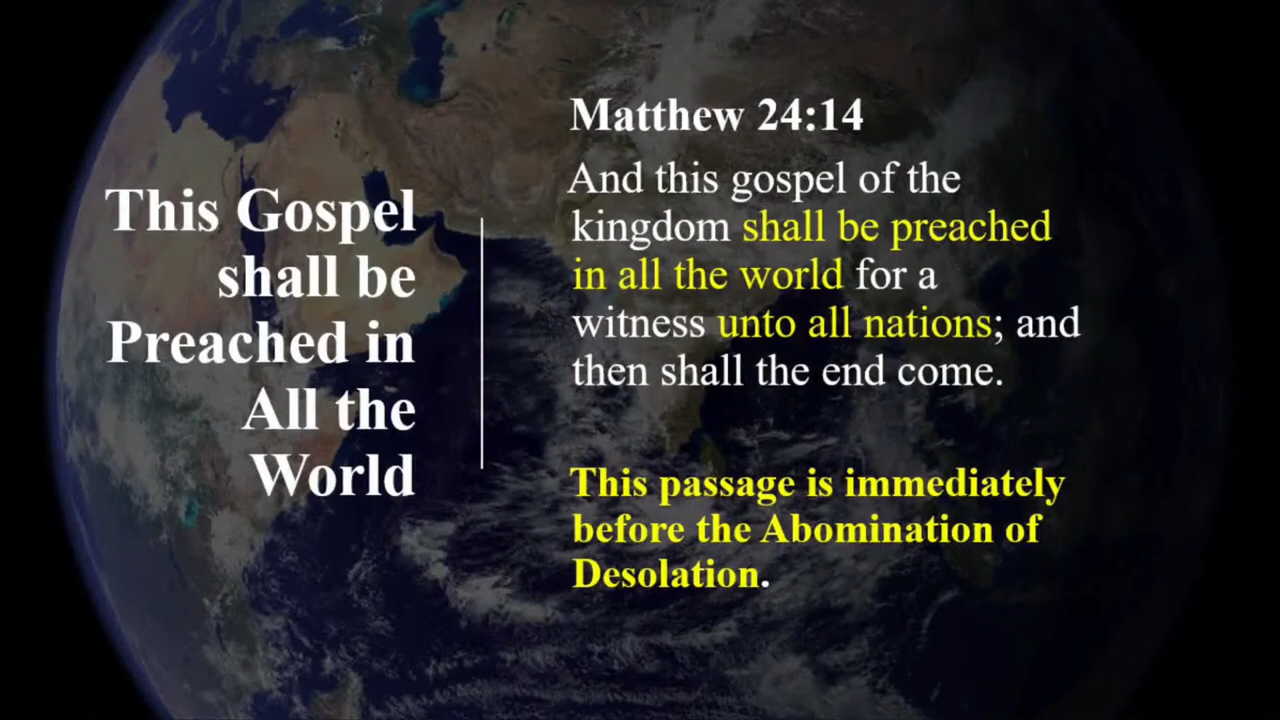 This Gospel
shall be
Preached in
All the
World
Matthew 24:14
And this gospel of the
kingdom shall be preached
in all the world for a
witness unto all nations; and
then shall the end come.
This passage is immediately
before the Abomination of
Desolation.